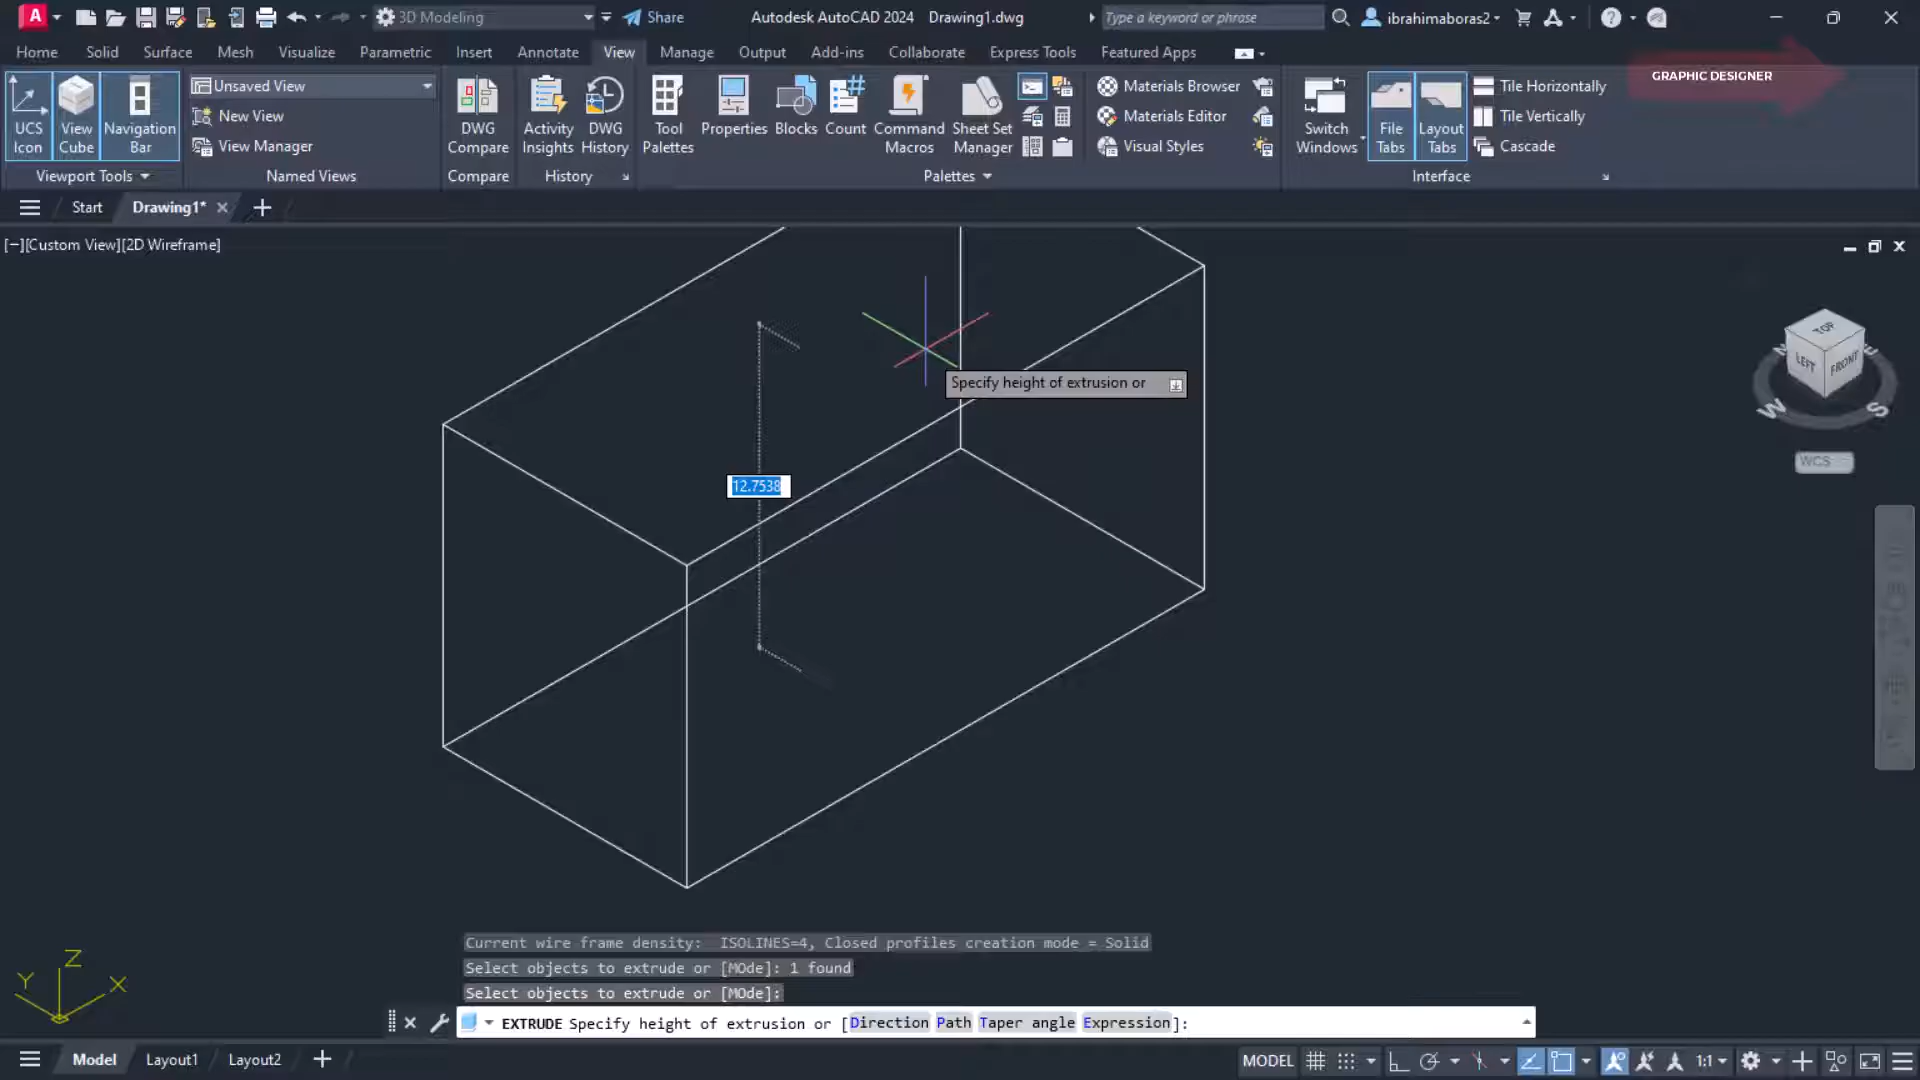 A 3D Modeling Share Autodesk AutoCAD 2024 Drawing1.dwg Type a keyword or phrase ibrahimaboras2
Home Solid Surface Mesh Visualize Parametric Insert Annotate View Manage Output Add-ins Collaborate Express Tools Featured Apps
GRAPHIC DESIGNER
Unsaved View
New View
View Manager
UCS Icon
View Cube
Navigation Bar
DWG Compare
Activity Insights
DWG History
Tool Palettes
Properties
Blocks
Count
Command Macros
Sheet Set Manager
Materials Browser
Materials Editor
Visual Styles
Switch Windows
File Tabs
Layout Tabs
Tile Horizontally
Tile Vertically
Cascade
Viewport Tools Named Views Compare History Palettes Interface
Start Drawing1*
[−][Custom View][2D Wireframe]
TOP
LEFT FRONT
W S
WCS
Specify height of extrusion or
12.7538
Z
Y X
Current wire frame density: ISOLINES=4, Closed profiles creation mode = Solid
Select objects to extrude or [MOde]: 1 found
Select objects to extrude or [MOde]:
EXTRUDE Specify height of extrusion or [Direction Path Taper angle Expression]:
Model Layout1 Layout2 MODEL 1:1